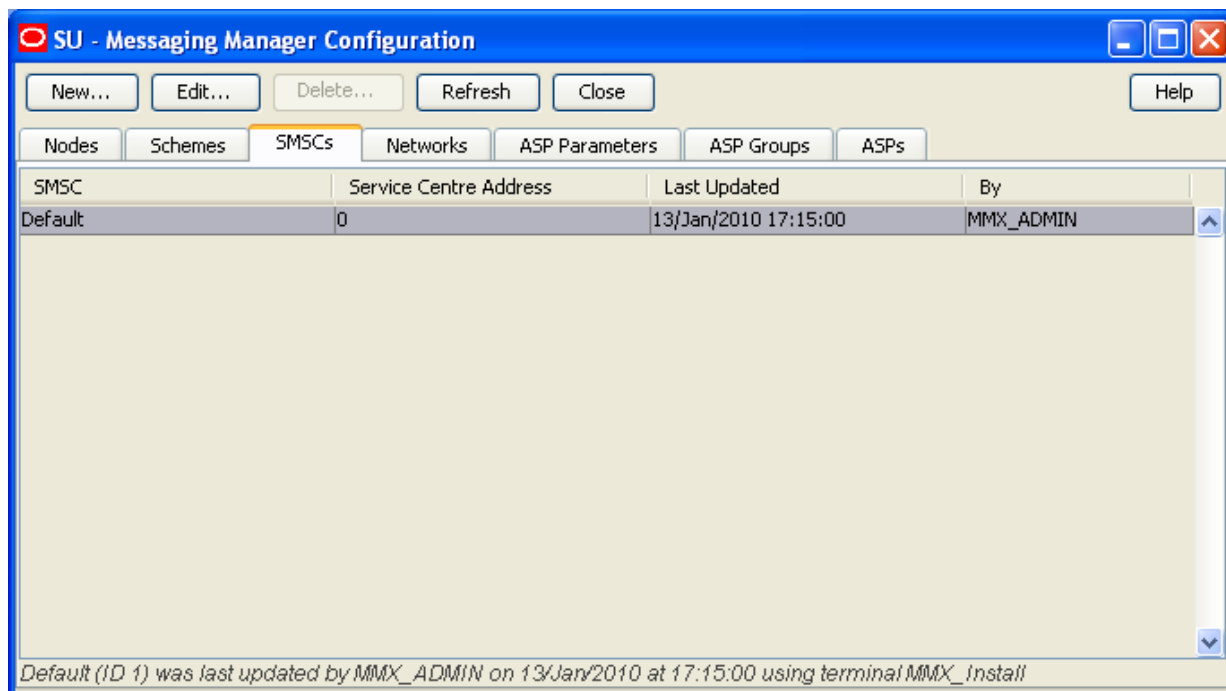 SU - Messaging Manager Configuration
New... Edit... Delete... Refresh Close Help
Nodes Schemes SMSCs Networks ASP Parameters ASP Groups ASPs
SMSC Service Centre Address Last Updated By
Default 0 13/Jan/2010 17:15:00 MMX_ADMIN
Default (ID 1) was last updated by MMX_ADMIN on 13/Jan/2010 at 17:15:00 using terminal MMX_Install